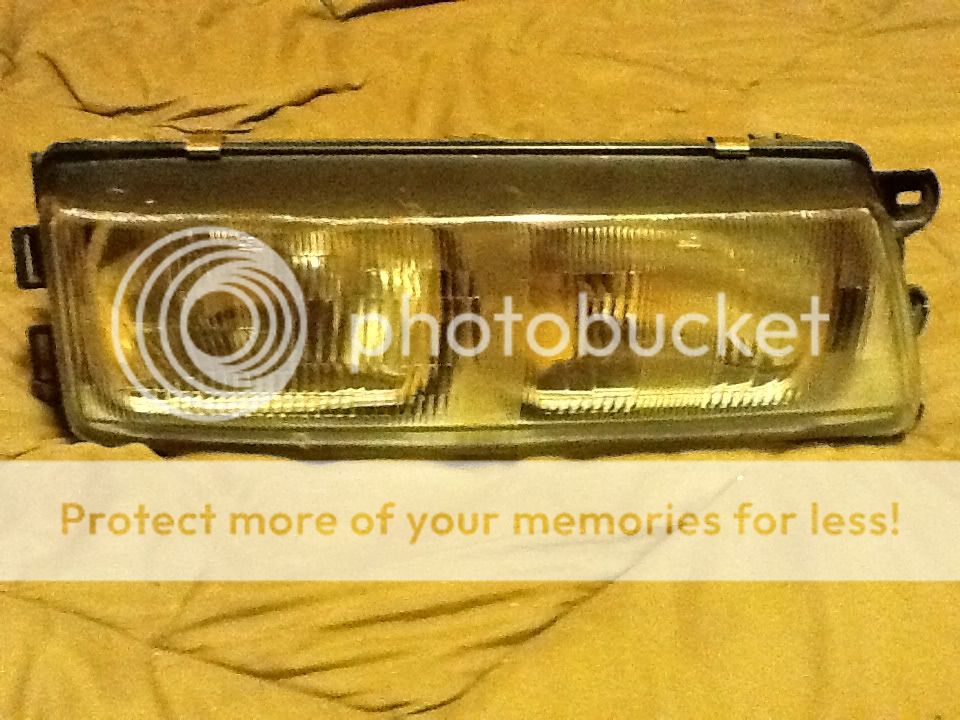 photobucket
Protect more of your memories for less!